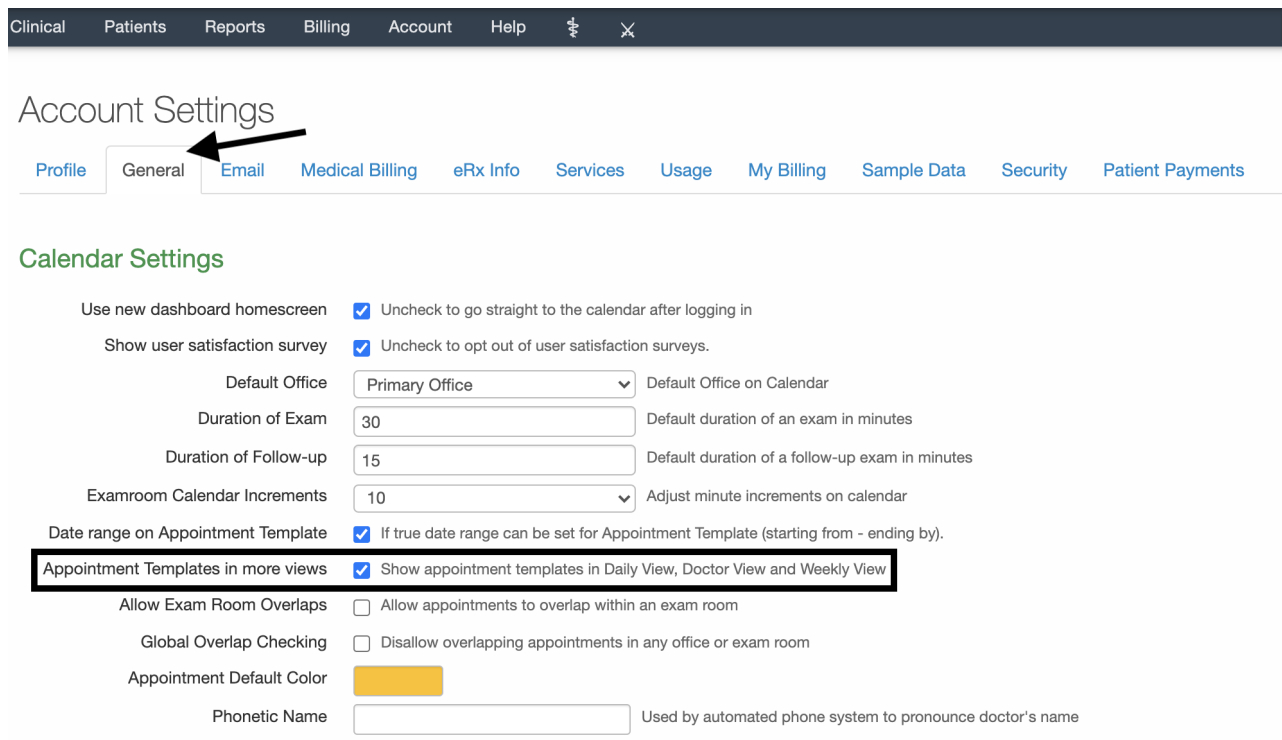 Clinical Patients Reports Billing Account Help
Account Settings
Profile General Email Medical Billing eRx Info Services Usage My Billing Sample Data Security Patient Payments
Calendar Settings
Use new dashboard homescreen Uncheck to go straight to the calendar after logging in
Show user satisfaction survey Uncheck to opt out of user satisfaction surveys.
Default Office Primary Office Default Office on Calendar
Duration of Exam 30 Default duration of an exam in minutes
Duration of Follow-up 15 Default duration of a follow-up exam in minutes
Examroom Calendar Increments 10 Adjust minute increments on calendar
Date range on Appointment Template If true date range can be set for Appointment Template (starting from - ending by).
Appointment Templates in more views Show appointment templates in Daily View, Doctor View and Weekly View
Allow Exam Room Overlaps Allow appointments to overlap within an exam room
Global Overlap Checking Disallow overlapping appointments in any office or exam room
Appointment Default Color
Phonetic Name Used by automated phone system to pronounce doctor's name